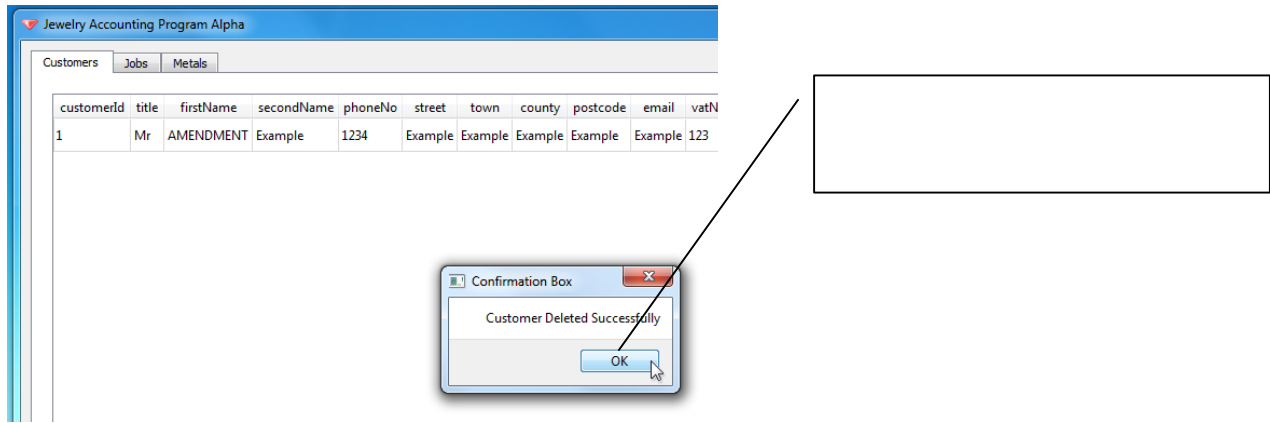 Jewelry Accounting Program Alpha
Customers Jobs Metals
customerId title firstName secondName phoneNo street town county postcode email vatN
1 Mr AMENDMENT Example 1234 Example Example Example Example Example 123
Confirmation Box
Customer Deleted Successfully
OK